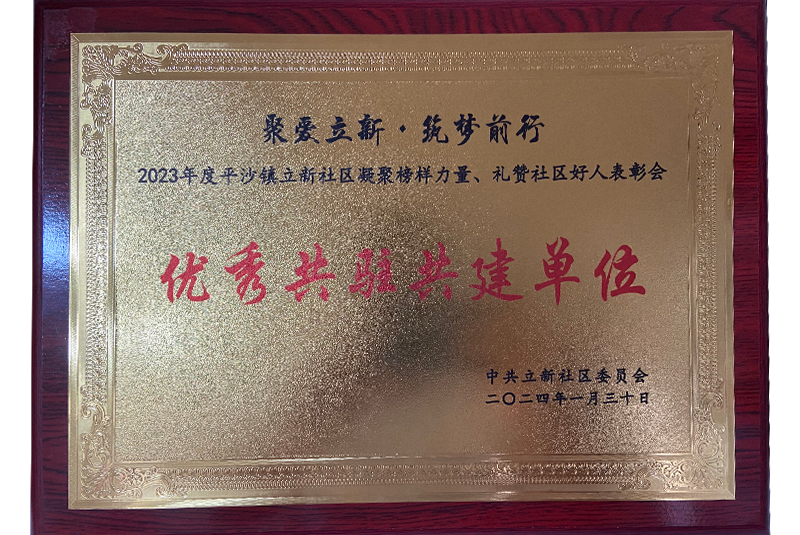 聚爱立新·筑梦前行
2023年度平沙镇立新社区凝聚榜样力量、礼赞社区好人表彰会
优秀共驻共建单位
中共立新社区委员会
二〇二四年一月三十日